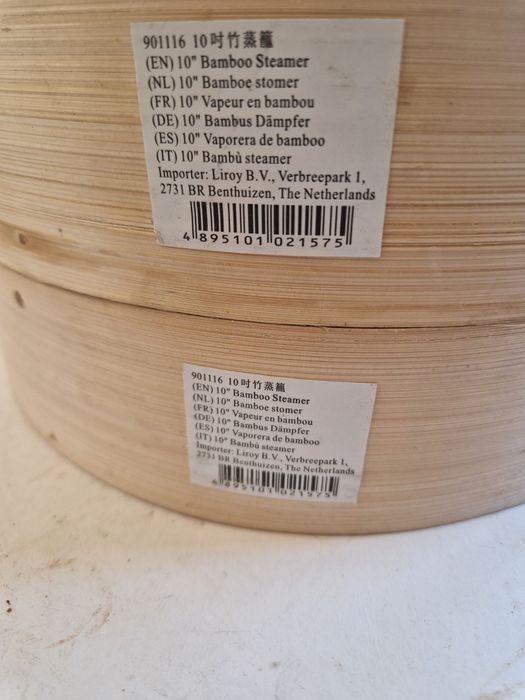 901116 10吋竹蒸籠
(EN) 10" Bamboo Steamer
(NL) 10" Bamboe stomer
(FR) 10" Vapeur en bambou
(DE) 10" Bambus Dāmpfer
(ES) 10" Vaporera de bamboo
(IT) 10" Bambù steamer
Importer: Liroy B.V., Verbreepark 1,
2731 BR Benthuizen, The Netherlands
4 895101 021575
901116 10吋竹蒸籠
(EN) 10" Bamboo Steamer
(NL) 10" Bamboe stomer
(FR) 10" Vapeur en bambou
(DE) 10" Bambus Dāmpfer
(ES) 10" Vaporera de bamboo
(IT) 10" Bambù steamer
Importer: Liroy B.V., Verbreepark 1,
2731 BR Benthuizen, The Netherlands
4 895101 021575